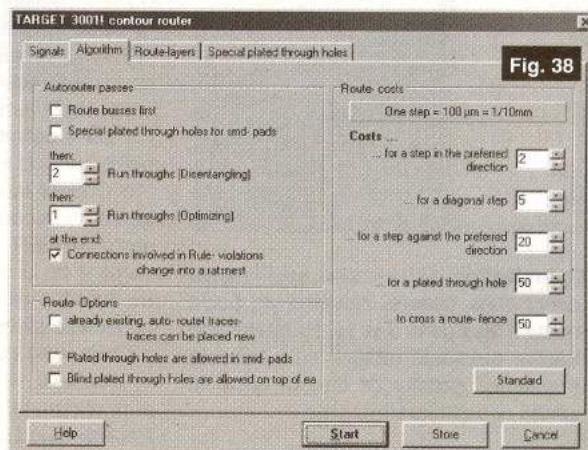 TARGET 3001! contour router
Signals
Algorithm
Route-layers
Special plated through holes
Fig. 38
Autorouter passes
Route busses first
Special plated through holes for smd- pads
then:
2
Run throughs (Disentangling)
then:
1
Run throughs (Optimizing)
at the end:
Connections involved in Rule- violations
change into a ratsnest
Route- Options
already existing, auto- routet traces-
traces can be placed new
Plated through holes are allowed in smd- pads
Blind plated through holes are allowed on top of ea
Route- costs
One step = 100 µm = 1/10mm
Costs ...
... for a step in the preferred
direction
2
... for a diagonal step
5
... for a step against the preferred
direction
20
... for a plated through hole
50
to cross a route- fence
50
Standard
Help
Start
Store
Cancel